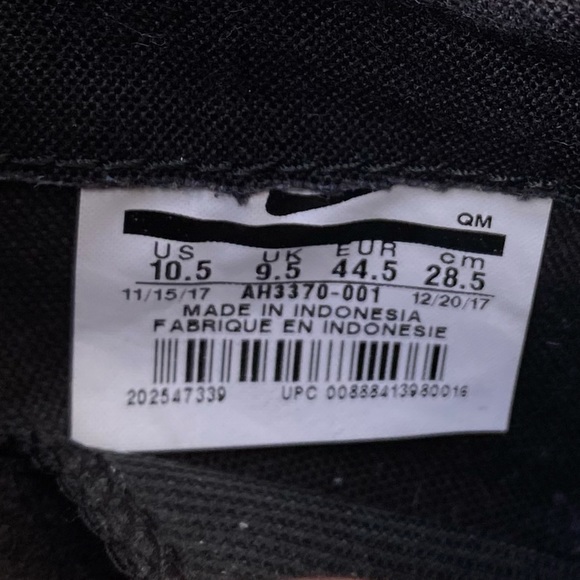 QM
US UK EUR cm
10.5 9.5 44.5 28.5
11/15/17 AH3370-001 12/20/17
MADE IN INDONESIA
FABRIQUE EN INDONESIE
202547339 UPC 00888413980016